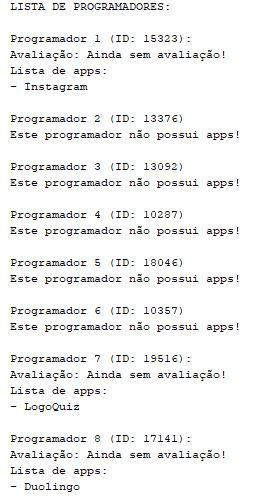 LISTA DE PROGRAMADORES:
Programador 1 (ID: 15323):
Avaliação: Ainda sem avaliação!
Lista de apps:
- Instagram
Programador 2 (ID: 13376)
Este programador não possui apps!
Programador 3 (ID: 13092)
Este programador não possui apps!
Programador 4 (ID: 10287)
Este programador não possui apps!
Programador 5 (ID: 18046)
Este programador não possui apps!
Programador 6 (ID: 10357)
Este programador não possui apps!
Programador 7 (ID: 19516):
Avaliação: Ainda sem avaliação!
Lista de apps:
- LogoQuiz
Programador 8 (ID: 17141):
Avaliação: Ainda sem avaliação!
Lista de apps:
- Duolingo